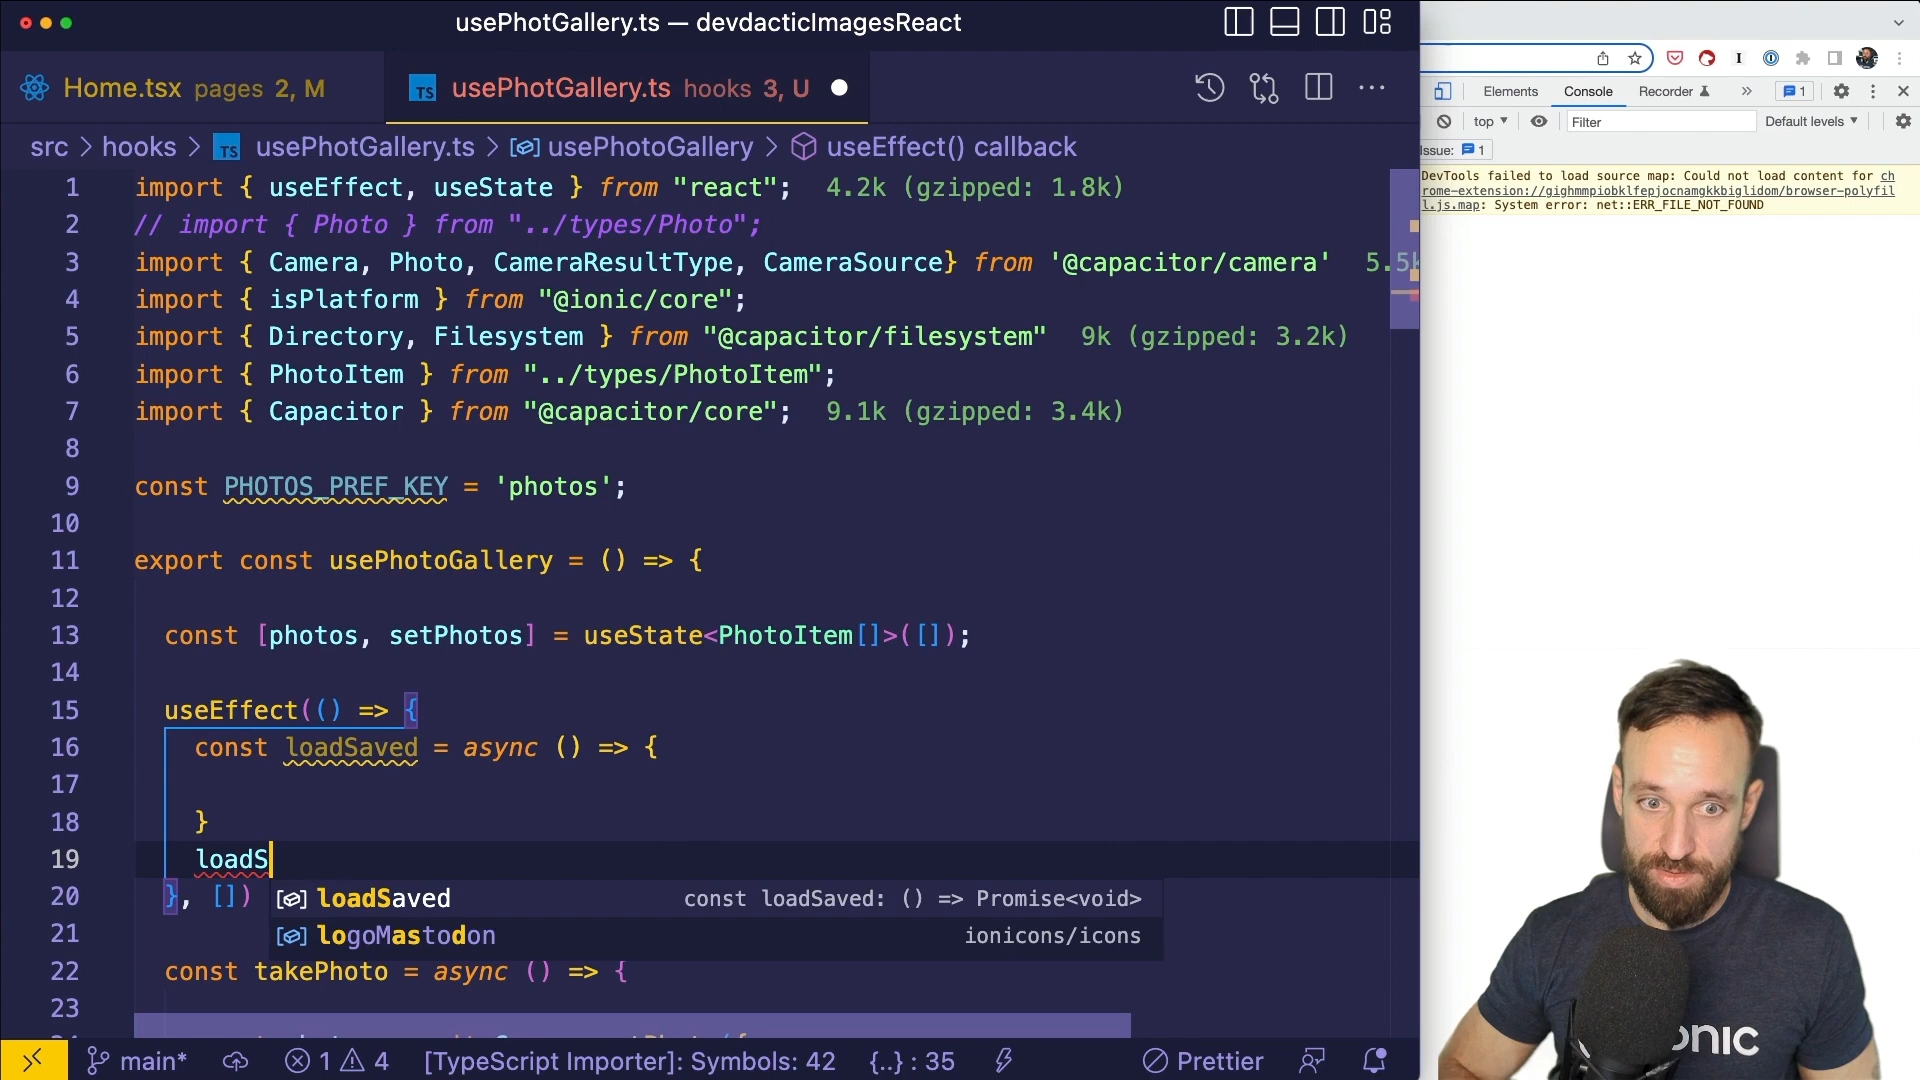 usePhotGallery.ts — devdacticImagesReact
Home.tsx pages 2, M
TS usePhotGallery.ts hooks 3, U
src > hooks > TS usePhotGallery.ts > usePhotoGallery > useEffect() callback
1 import { useEffect, useState } from "react"; 4.2k (gzipped: 1.8k)
2 // import { Photo } from "../types/Photo";
3 import { Camera, Photo, CameraResultType, CameraSource} from '@capacitor/camera' 5.5k
4 import { isPlatform } from "@ionic/core";
5 import { Directory, Filesystem } from "@capacitor/filesystem" 9k (gzipped: 3.2k)
6 import { PhotoItem } from "../types/PhotoItem";
7 import { Capacitor } from "@capacitor/core"; 9.1k (gzipped: 3.4k)
8
9 const PHOTOS_PREF_KEY = 'photos';
10
11 export const usePhotoGallery = () => {
12
13 const [photos, setPhotos] = useState<PhotoItem[]>([]);
14
15 useEffect(() => {
16 const loadSaved = async () => {
17
18 }
19 loadS
20 }, [])
loadSaved const loadSaved: () => Promise<void>
logoMastodon ionicons/icons
21
22 const takePhoto = async () => {
23
main* 1 4 [TypeScript Importer]: Symbols: 42 {..} : 35 Prettier
Elements Console Recorder » 1
top Filter Default levels
Issue: 1
DevTools failed to load source map: Could not load content for ch
rome-extension://gighmmpiobklfepjocnamgkkbiglidom/browser-polyfil
l.js.map: System error: net::ERR_FILE_NOT_FOUND
onic